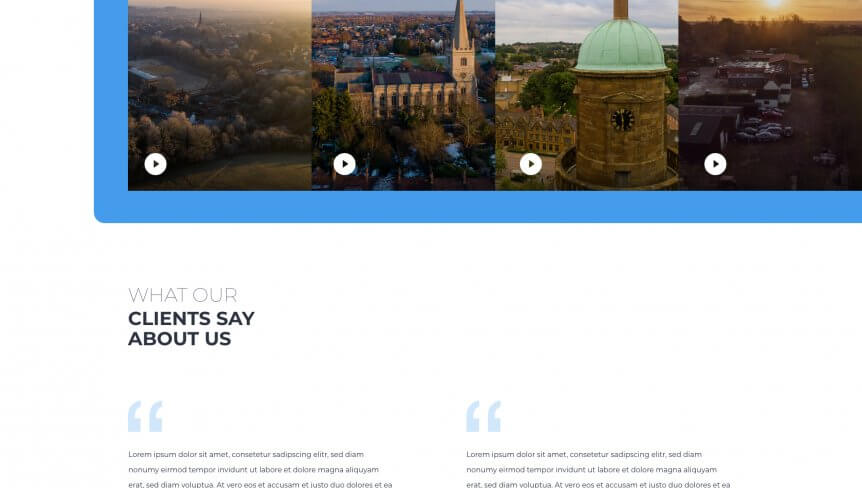 WHAT OUR
CLIENTS SAY
ABOUT US
Lorem ipsum dolor sit amet, consetetur sadipscing elitr, sed diam
nonumy eirmod tempor invidunt ut labore et dolore magna aliquyam
erat, sed diam voluptua. At vero eos et accusam et justo duo dolores et ea
Lorem ipsum dolor sit amet, consetetur sadipscing elitr, sed diam
nonumy eirmod tempor invidunt ut labore et dolore magna aliquyam
erat, sed diam voluptua. At vero eos et accusam et justo duo dolores et ea